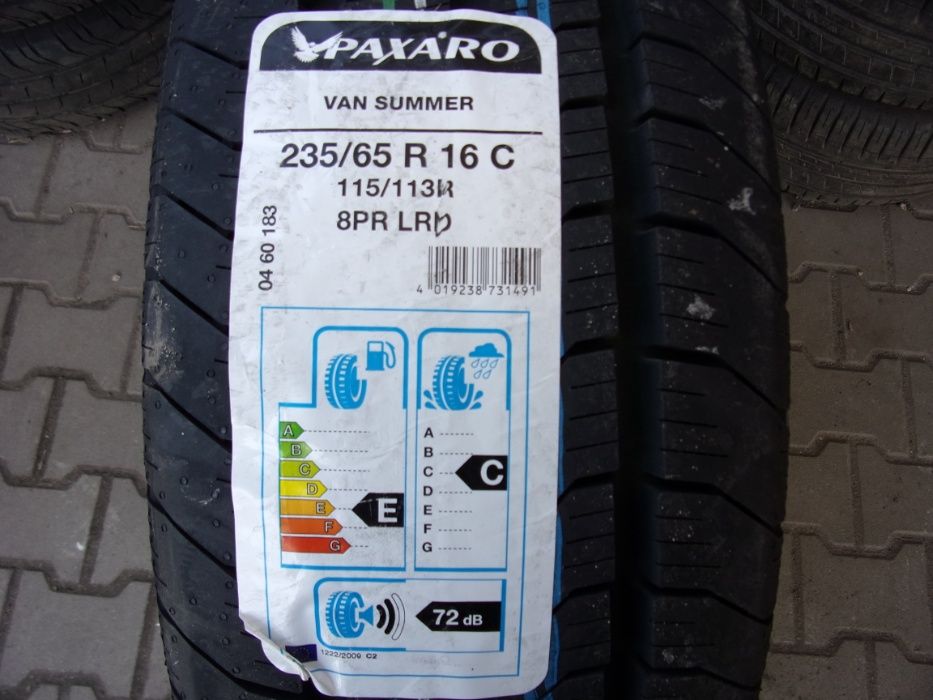 PAXARO
VAN SUMMER
235/65 R 16 C
115/113R
8PR LRD
04 60 183
4 019238 731491
A
B
C
D
E
F
G
E
A
B
C
D
E
F
G
C
72 dB
1222/2009 C2